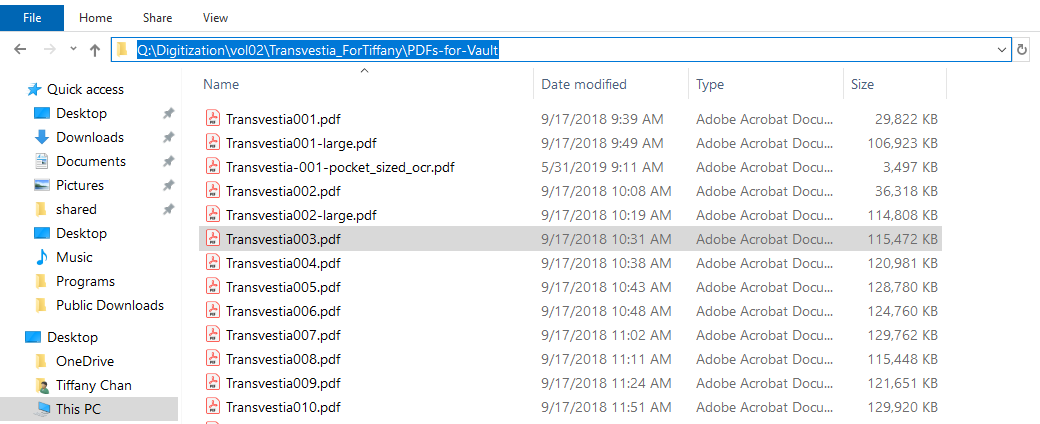 File Home Share View
Q:\Digitization\vol02\Transvestia_ForTiffany\PDFs-for-Vault
Name Date modified Type Size
Quick access
Desktop
Downloads
Documents
Pictures
shared
Desktop
Music
Programs
Public Downloads
Desktop
OneDrive
Tiffany Chan
This PC
Transvestia001.pdf 9/17/2018 9:39 AM Adobe Acrobat Docu... 29,822 KB
Transvestia001-large.pdf 9/17/2018 9:49 AM Adobe Acrobat Docu... 106,923 KB
Transvestia-001-pocket_sized_ocr.pdf 5/31/2019 9:11 AM Adobe Acrobat Docu... 3,497 KB
Transvestia002.pdf 9/17/2018 10:08 AM Adobe Acrobat Docu... 36,318 KB
Transvestia002-large.pdf 9/17/2018 10:19 AM Adobe Acrobat Docu... 114,808 KB
Transvestia003.pdf 9/17/2018 10:31 AM Adobe Acrobat Docu... 115,472 KB
Transvestia004.pdf 9/17/2018 10:38 AM Adobe Acrobat Docu... 120,981 KB
Transvestia005.pdf 9/17/2018 10:43 AM Adobe Acrobat Docu... 128,780 KB
Transvestia006.pdf 9/17/2018 10:48 AM Adobe Acrobat Docu... 124,760 KB
Transvestia007.pdf 9/17/2018 11:02 AM Adobe Acrobat Docu... 129,762 KB
Transvestia008.pdf 9/17/2018 11:11 AM Adobe Acrobat Docu... 115,448 KB
Transvestia009.pdf 9/17/2018 11:24 AM Adobe Acrobat Docu... 121,651 KB
Transvestia010.pdf 9/17/2018 11:51 AM Adobe Acrobat Docu... 129,920 KB